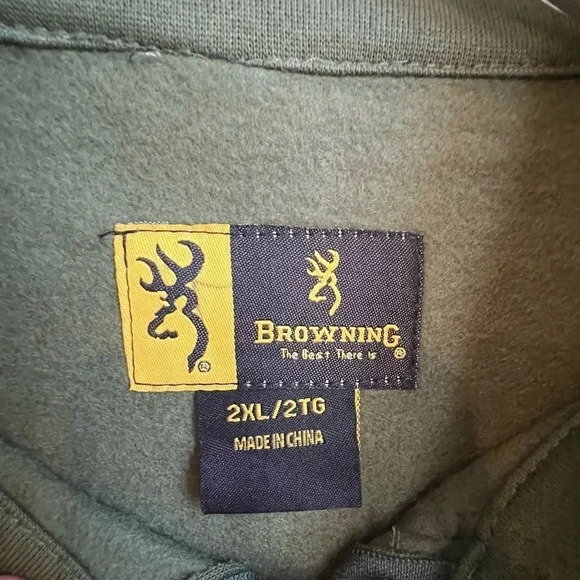 BROWNING®
The Best There is
®
2XL/2TG
MADE IN CHINA